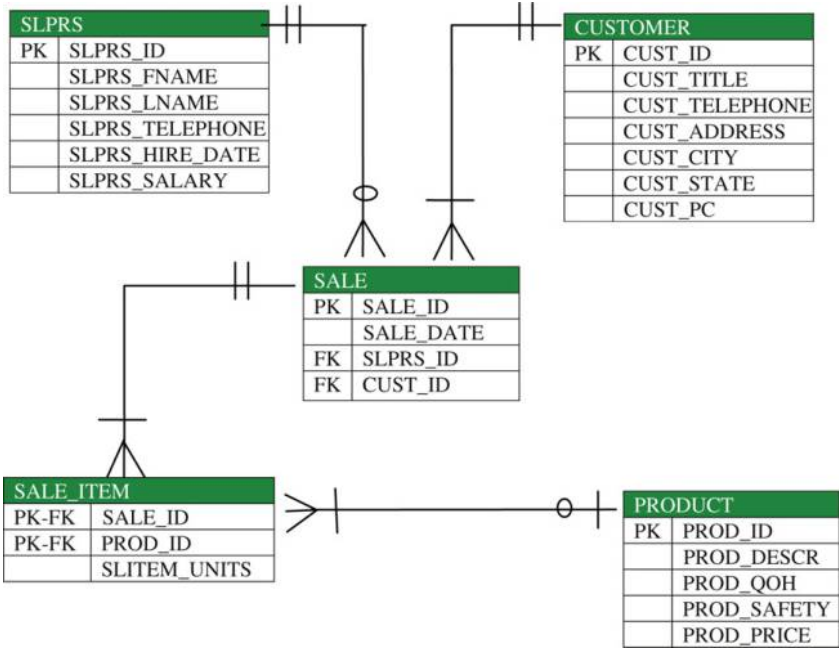 SLPRS
PK SLPRS_ID
SLPRS_FNAME
SLPRS_LNAME
SLPRS_TELEPHONE
SLPRS_HIRE_DATE
SLPRS_SALARY
CUSTOMER
PK CUST_ID
CUST_TITLE
CUST_TELEPHONE
CUST_ADDRESS
CUST_CITY
CUST_STATE
CUST_PC
SALE
PK SALE_ID
SALE_DATE
FK SLPRS_ID
FK CUST_ID
SALE_ITEM
PK-FK SALE_ID
PK-FK PROD_ID
SLITEM_UNITS
PRODUCT
PK PROD_ID
PROD_DESCR
PROD_QOH
PROD_SAFETY
PROD_PRICE